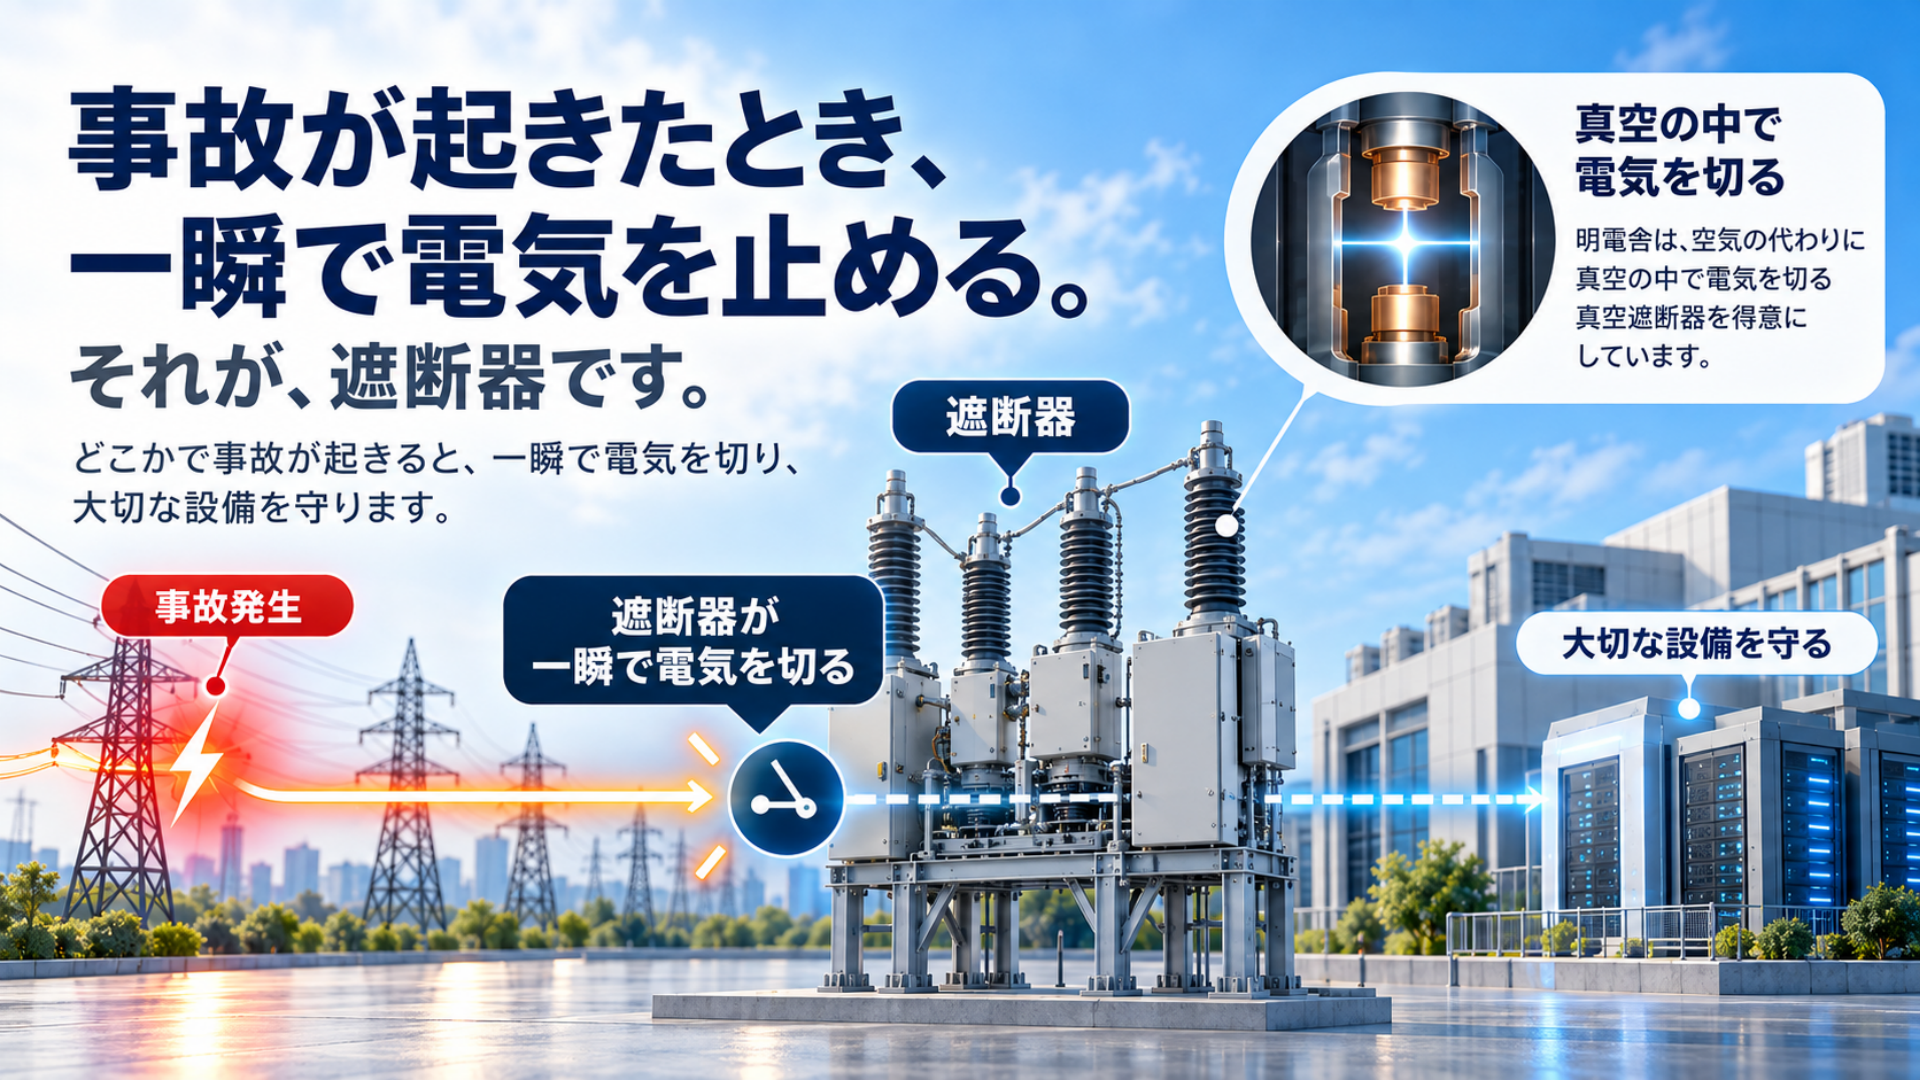 事故が起きたとき、
一瞬で電気を止める。
それが、遮断器です。
どこかで事故が起きると、一瞬で電気を切り、
大切な設備を守ります。
真空の中で
電気を切る
明電舎は、空気の代わりに
真空の中で電気を切る
真空遮断器を得意に
しています。
遮断器
事故発生
遮断器が
一瞬で電気を切る
大切な設備を守る